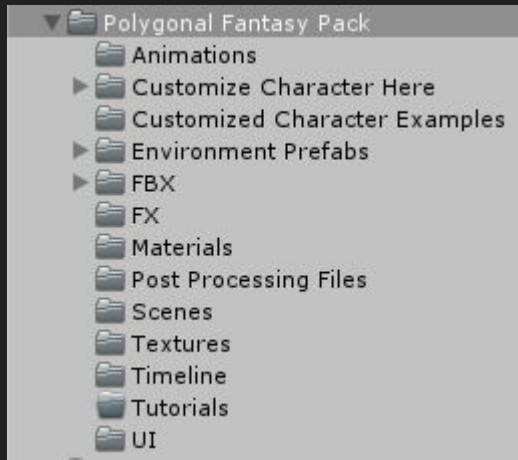 Polygonal Fantasy Pack
Animations
Customize Character Here
Customized Character Examples
Environment Prefabs
FBX
FX
Materials
Post Processing Files
Scenes
Textures
Timeline
Tutorials
UI